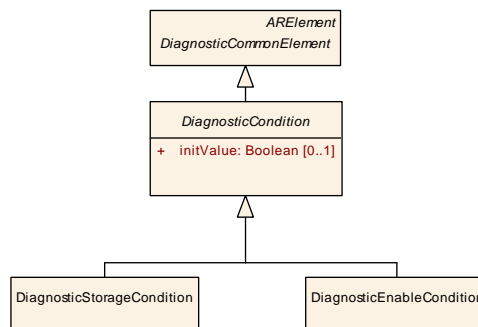 ARElement
DiagnosticCommonElement
DiagnosticCondition
+ initValue: Boolean [0..1]
DiagnosticStorageCondition
DiagnosticEnableCondition